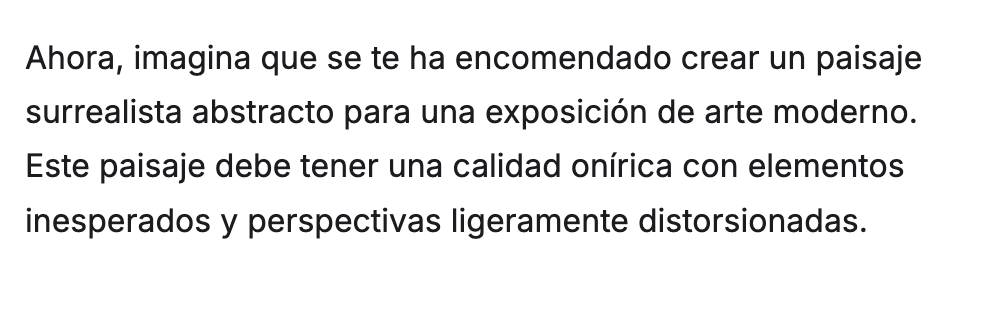 Ahora, imagina que se te ha encomendado crear un paisaje
surrealista abstracto para una exposición de arte moderno.
Este paisaje debe tener una calidad onírica con elementos
inesperados y perspectivas ligeramente distorsionadas.